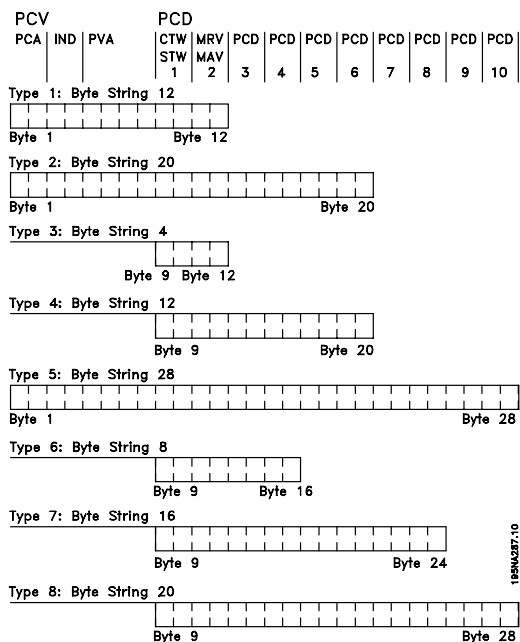 PCV PCD
PCA IND PVA CTW MRV PCD PCD PCD PCD PCD PCD PCD PCD
STW MAV
1 2 3 4 5 6 7 8 9 10
Type 1: Byte String 12
Byte 1 Byte 12
Type 2: Byte String 20
Byte 1 Byte 20
Type 3: Byte String 4
Byte 9 Byte 12
Type 4: Byte String 12
Byte 9 Byte 20
Type 5: Byte String 28
Byte 1 Byte 28
Type 6: Byte String 8
Byte 9 Byte 16
Type 7: Byte String 16
Byte 9 Byte 24
195NA287.10
Type 8: Byte String 20
Byte 9 Byte 28